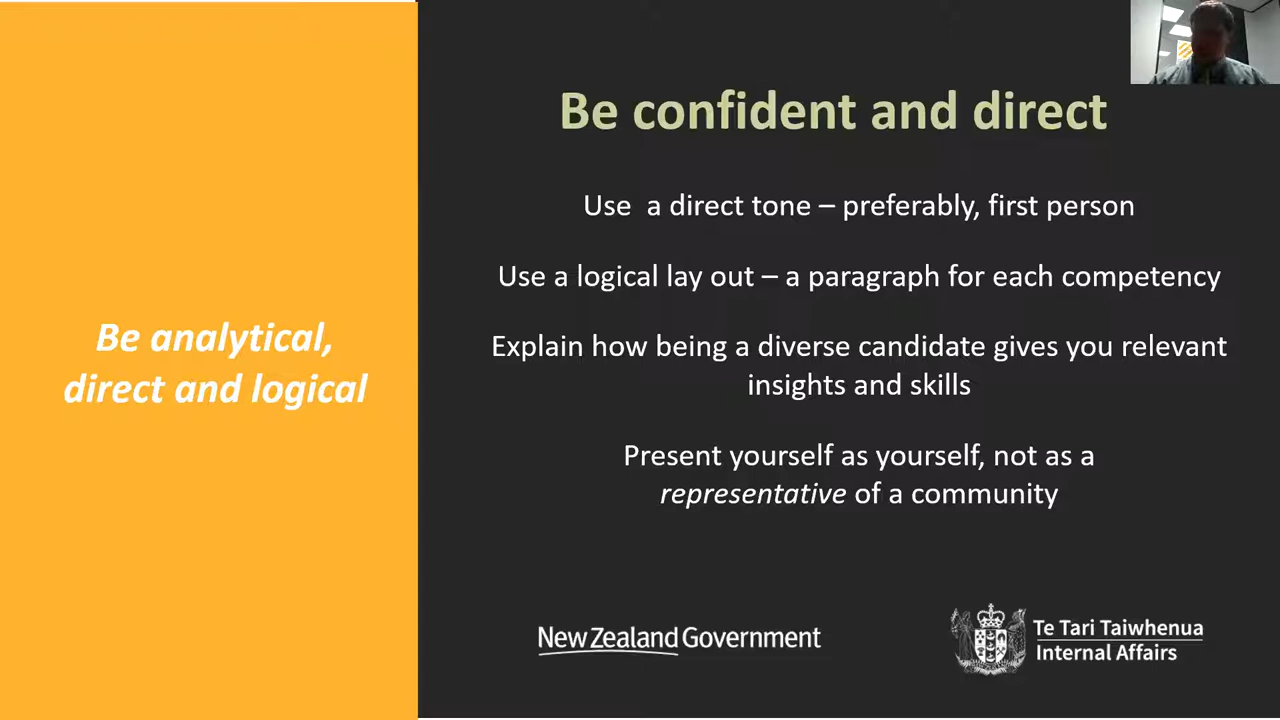 Be analytical,
direct and logical
Be confident and direct
Use  a direct tone – preferably, first person
Use a logical lay out – a paragraph for each competency
Explain how being a diverse candidate gives you relevant
insights and skills
Present yourself as yourself, not as a
representative of a community
New Zealand Government
Te Tari Taiwhenua
Internal Affairs